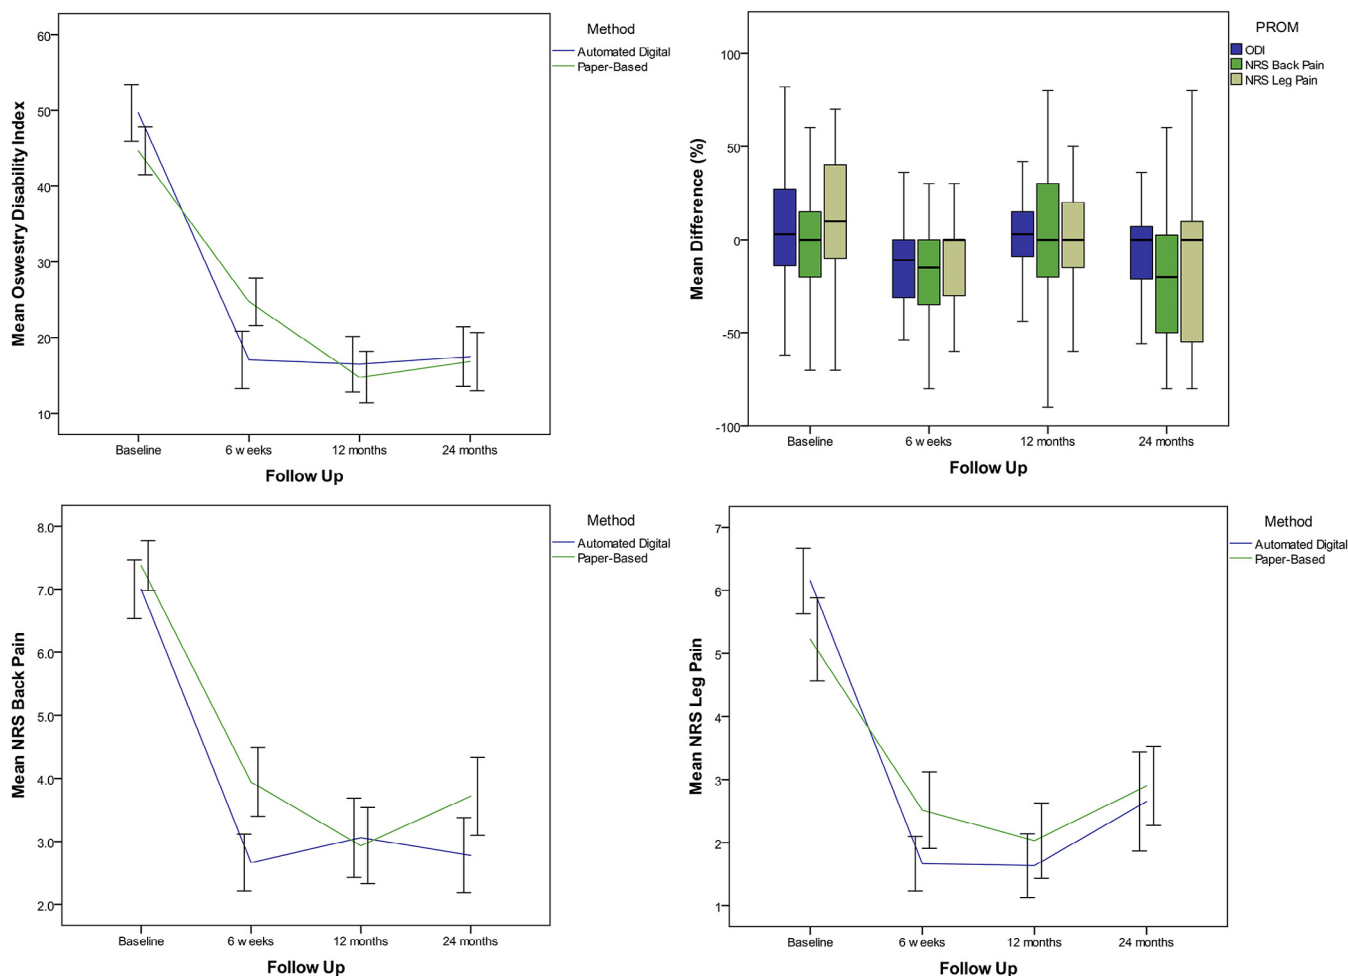 Mean Oswestry Disability Index
60
50
40
30
20
10
Baseline
6 weeks
12 months
24 months
Follow Up
Method
Automated Digital
Paper-Based
Mean Difference (%)
100
50
0
-50
-100
Baseline
6 weeks
12 months
24 months
Follow Up
PROM
ODI
NRS Back Pain
NRS Leg Pain
Mean NRS Back Pain
8.0
7.0
6.0
5.0
4.0
3.0
2.0
Baseline
6 weeks
12 months
24 months
Follow Up
Method
Automated Digital
Paper-Based
Mean NRS Leg Pain
7
6
5
4
3
2
1
Baseline
6 weeks
12 months
24 months
Follow Up
Method
Automated Digital
Paper-Based